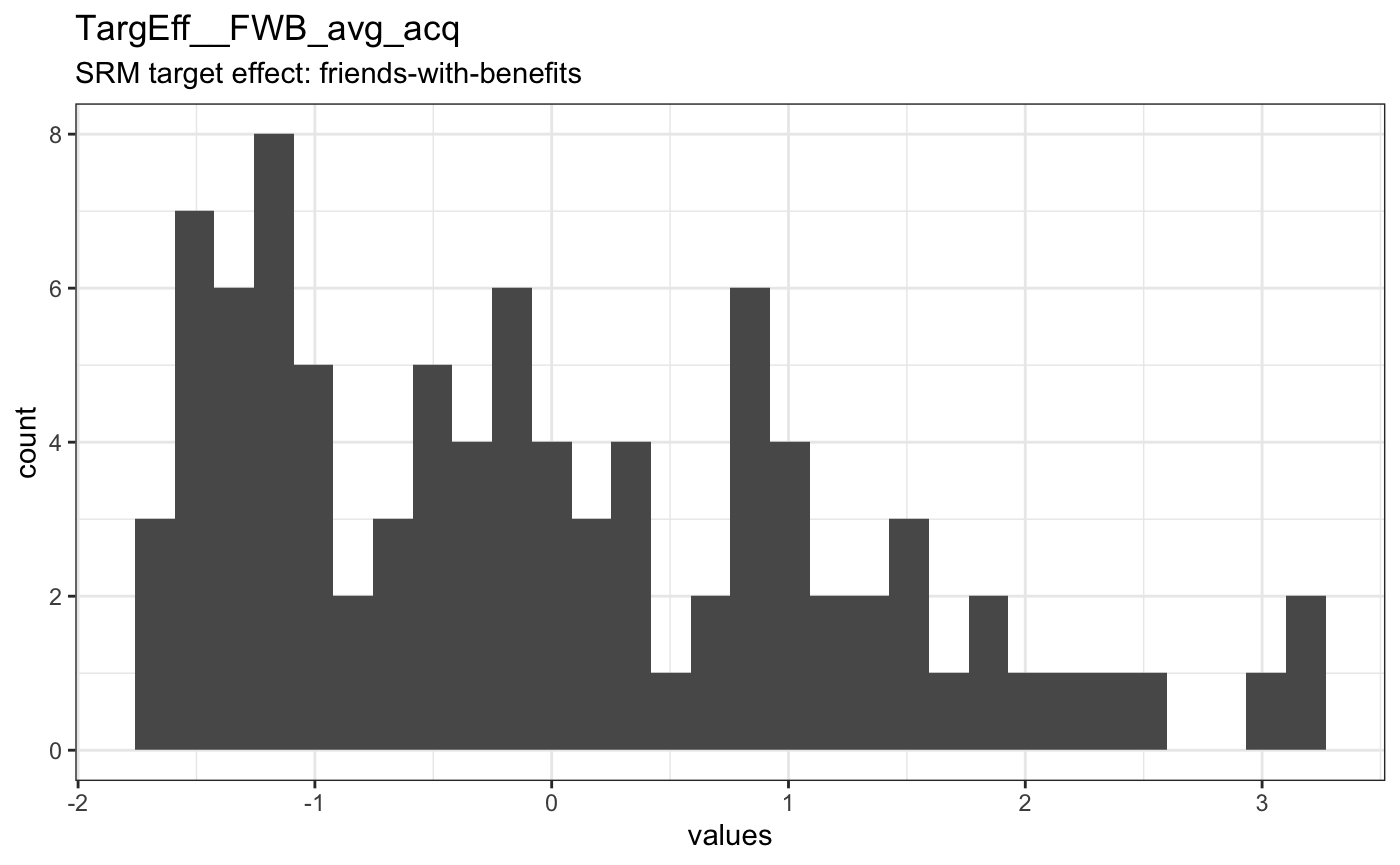 TargEff__FWB_avg_acq
SRM target effect: friends-with-benefits
8
6
4
2
0
count
-2 -1 0 1 2 3
values